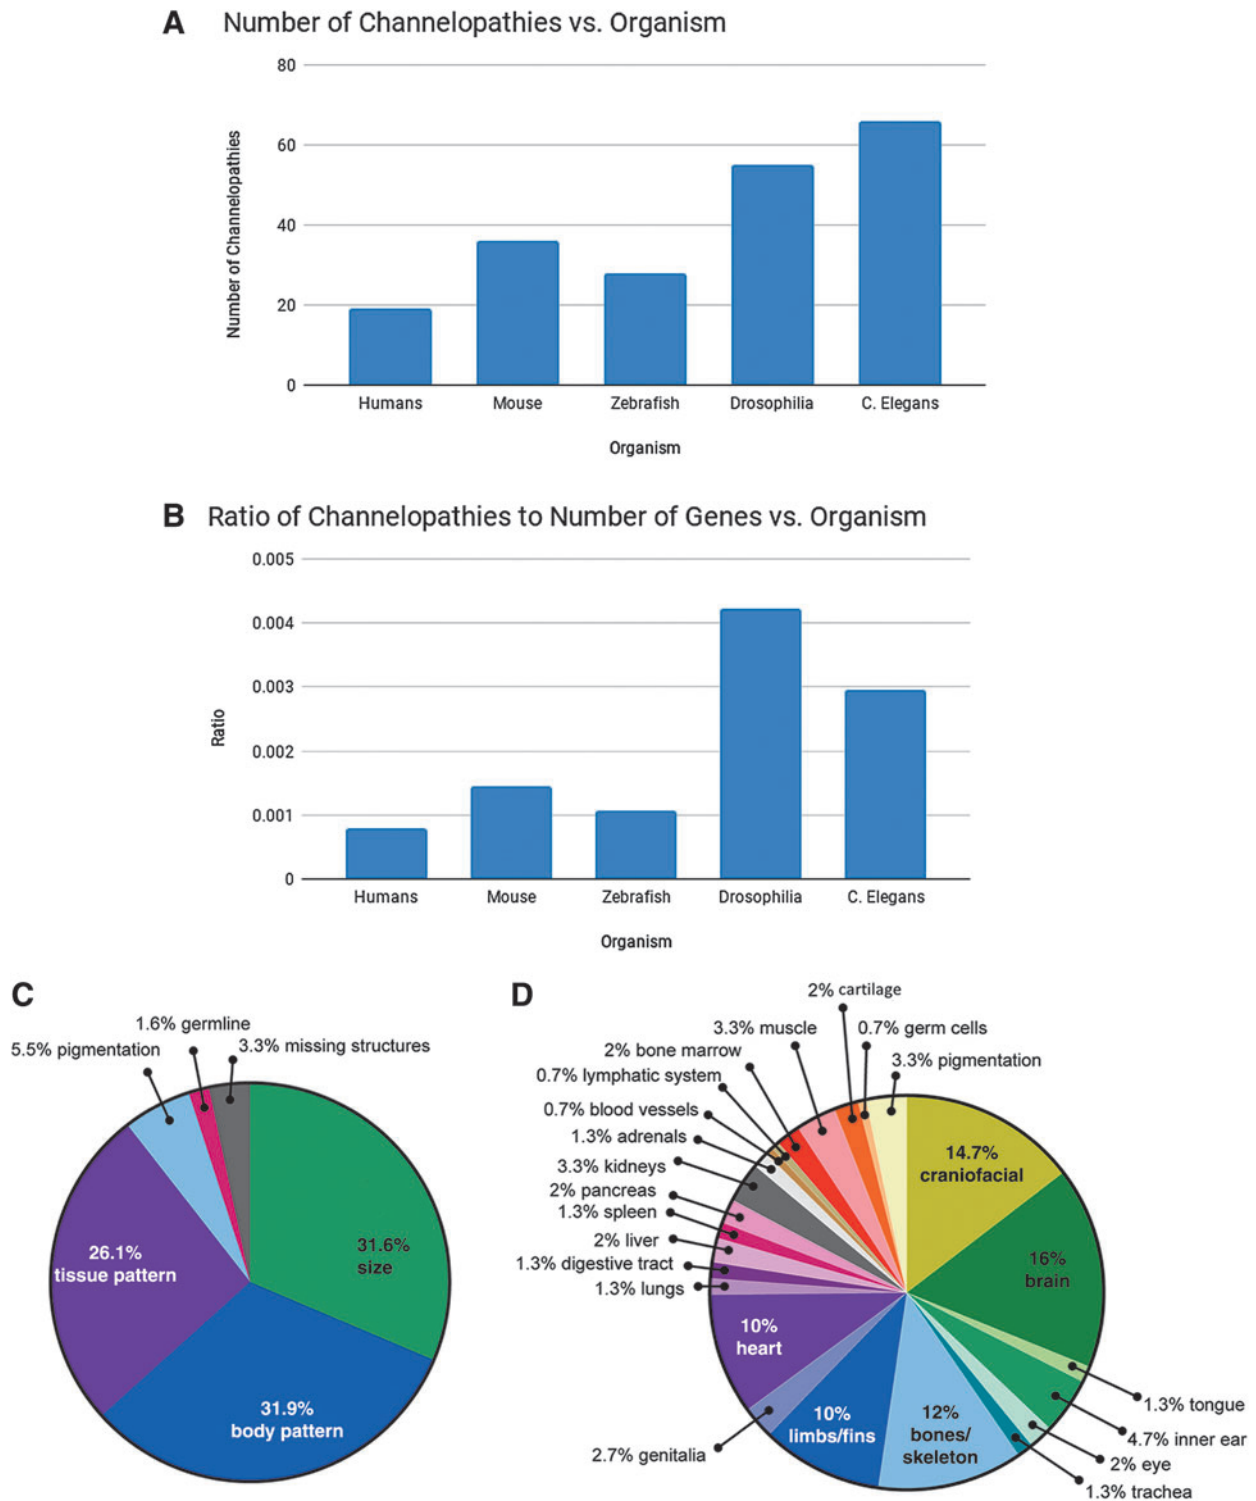 A Number of Channelopathies vs. Organism
80
60
40
20
0
Number of Channelopathies
Humans Mouse Zebrafish Drosophilia C. Elegans
Organism
B Ratio of Channelopathies to Number of Genes vs. Organism
0.005
0.004
0.003
0.002
0.001
0
Ratio
Humans Mouse Zebrafish Drosophilia C. Elegans
Organism
C
1.6% germline
5.5% pigmentation
3.3% missing structures
31.6%
size
26.1%
tissue pattern
31.9%
body pattern
D
2% cartilage
3.3% muscle
0.7% germ cells
2% bone marrow
3.3% pigmentation
0.7% lymphatic system
0.7% blood vessels
1.3% adrenals
3.3% kidneys
2% pancreas
1.3% spleen
2% liver
1.3% digestive tract
1.3% lungs
14.7%
craniofacial
16%
brain
10%
heart
10%
limbs/fins
12%
bones/
skeleton
2.7% genitalia
1.3% tongue
4.7% inner ear
2% eye
1.3% trachea